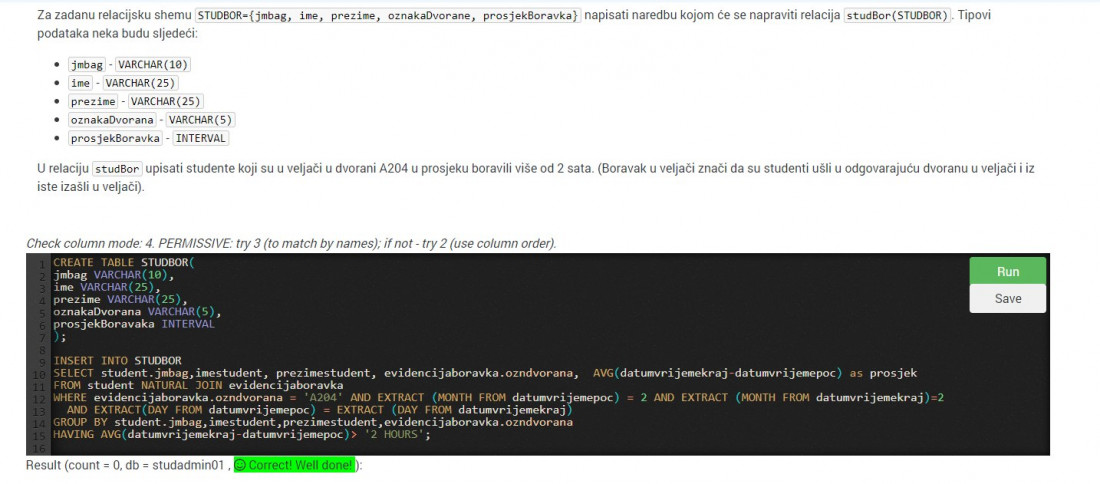 Za zadanu relacijsku shemu STUDBOR={jmbag, ime, prezime, oznakaDvorane, prosjekBoravka} napisati naredbu kojom će se napraviti relacija studBor(STUDBOR). Tipovi
podataka neka budu sljedeći:
• jmbag - VARCHAR(10)
• ime - VARCHAR(25)
• prezime - VARCHAR(25)
• oznakaDvorana - VARCHAR(5)
• prosjekBoravka - INTERVAL
U relaciju studBor upisati studente koji su u veljači u dvorani A204 u prosjeku boravili više od 2 sata. (Boravak u veljači znači da su studenti ušli u odgovarajuću dvoranu u veljači i iz
iste izašli u veljači).
Check column mode: 4. PERMISSIVE: try 3 (to match by names); if not - try 2 (use column order).
1 CREATE TABLE STUDBOR(
2 jmbag VARCHAR(10),
3 ime VARCHAR(25),
4 prezime VARCHAR(25),
5 oznakaDvorana VARCHAR(5),
6 prosjekBoravaka INTERVAL
7 );
8
9 INSERT INTO STUDBOR
10 SELECT student.jmbag,imestudent, prezimestudent, evidencijaboravka.ozndvorana, AVG(datumvrijemekraj-datumvrijemepoc) as prosjek
11 FROM student NATURAL JOIN evidencijaboravka
12 WHERE evidencijaboravka.ozndvorana = 'A204' AND EXTRACT (MONTH FROM datumvrijemepoc) = 2 AND EXTRACT (MONTH FROM datumvrijemekraj)=2
13 AND EXTRACT(DAY FROM datumvrijemepoc) = EXTRACT (DAY FROM datumvrijemekraj)
14 GROUP BY student.jmbag,imestudent,prezimestudent,evidencijaboravka.ozndvorana
15 HAVING AVG(datumvrijemekraj-datumvrijemepoc)> '2 HOURS';
16
Run
Save
Result (count = 0, db = studadmin01 , Correct! Well done! ):